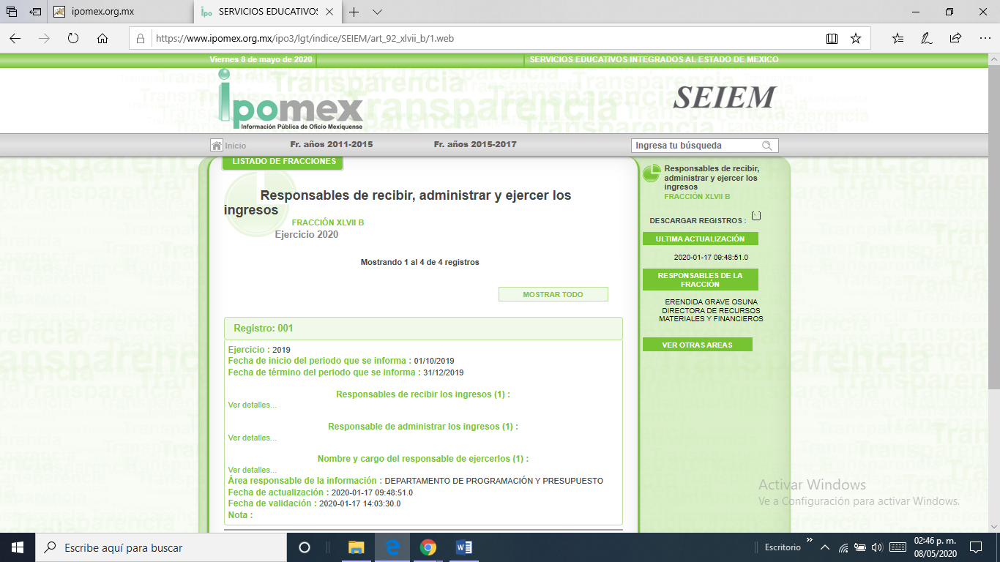 ipomex.org.mx
SERVICIOS EDUCATIVOS
https://www.ipomex.org.mx/ipo3/lgt/indice/SEIEM/art_92_xlvii_b/1.web
Viernes 8 de mayo de 2020
SERVICIOS EDUCATIVOS INTEGRADOS AL ESTADO DE MEXICO
ipomex
Información Pública de Oficio Mexiquense
SEIEM
Inicio
Fr. años 2011-2015
Fr. años 2015-2017
Ingresa tu búsqueda
LISTADO DE FRACCIONES
Responsables de recibir, administrar y ejercer los
ingresos
FRACCIÓN XLVII B
Ejercicio 2020
Mostrando 1 al 4 de 4 registros
MOSTRAR TODO
Registro: 001
Ejercicio : 2019
Fecha de inicio del periodo que se informa : 01/10/2019
Fecha de término del periodo que se informa : 31/12/2019
Responsables de recibir los ingresos (1) :
Ver detalles...
Responsable de administrar los ingresos (1) :
Ver detalles...
Nombre y cargo del responsable de ejercerlos (1) :
Ver detalles...
Área responsable de la información : DEPARTAMENTO DE PROGRAMACIÓN Y PRESUPUESTO
Fecha de actualización : 2020-01-17 09:48:51.0
Fecha de validación : 2020-01-17 14:03:30.0
Nota :
Responsables de recibir,
administrar y ejercer los
ingresos
FRACCIÓN XLVII B
DESCARGAR REGISTROS :
ULTIMA ACTUALIZACIÓN
2020-01-17 09:48:51.0
RESPONSABLES DE LA
FRACCIÓN
ERENDIDA GRAVE OSUNA
DIRECTORA DE RECURSOS
MATERIALES Y FINANCIEROS
VER OTRAS AREAS
Activar Windows
Ve a Configuración para activar Windows.
Escribe aquí para buscar
Escritorio
02:46 p. m.
08/05/2020